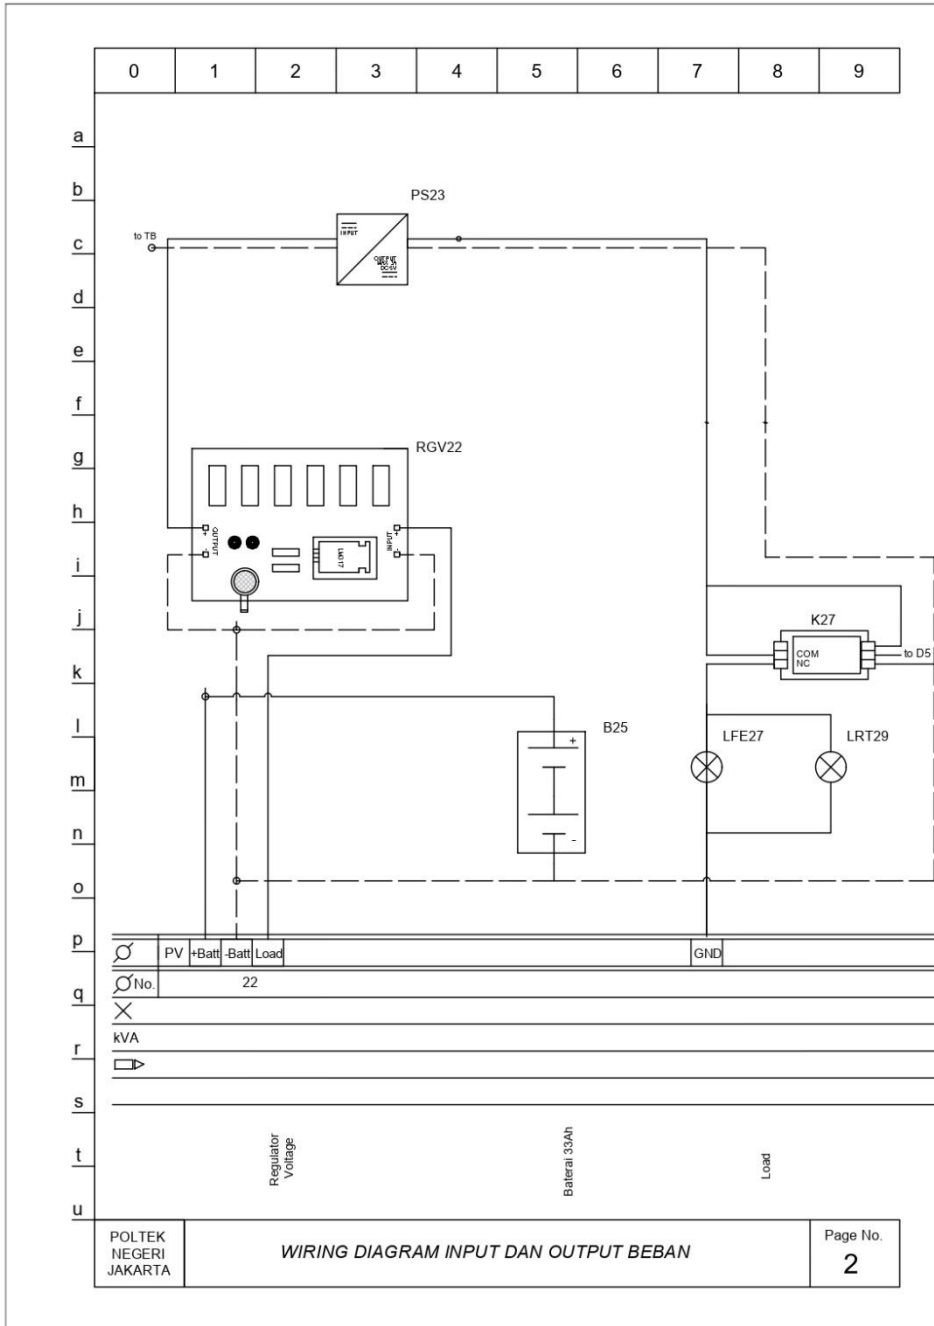 0 1 2 3 4 5 6 7 8 9
a
b
PS23
c
to TB
INPUT
OUTPUT
d
e
f
g
RGV22
h
OUTPUT
+
-
INPUT
+
-
LM317
i
j
K27
COM
NC
to D5
k
l
B25
+
-
LFE27
LRT29
m
n
o
p
PV +Batt -Batt Load GND
q
No. 22
kVA
r
s
t
Regulator
Voltage
Baterai 33Ah
Load
u
POLTEK
NEGERI
JAKARTA
WIRING DIAGRAM INPUT DAN OUTPUT BEBAN
Page No.
2